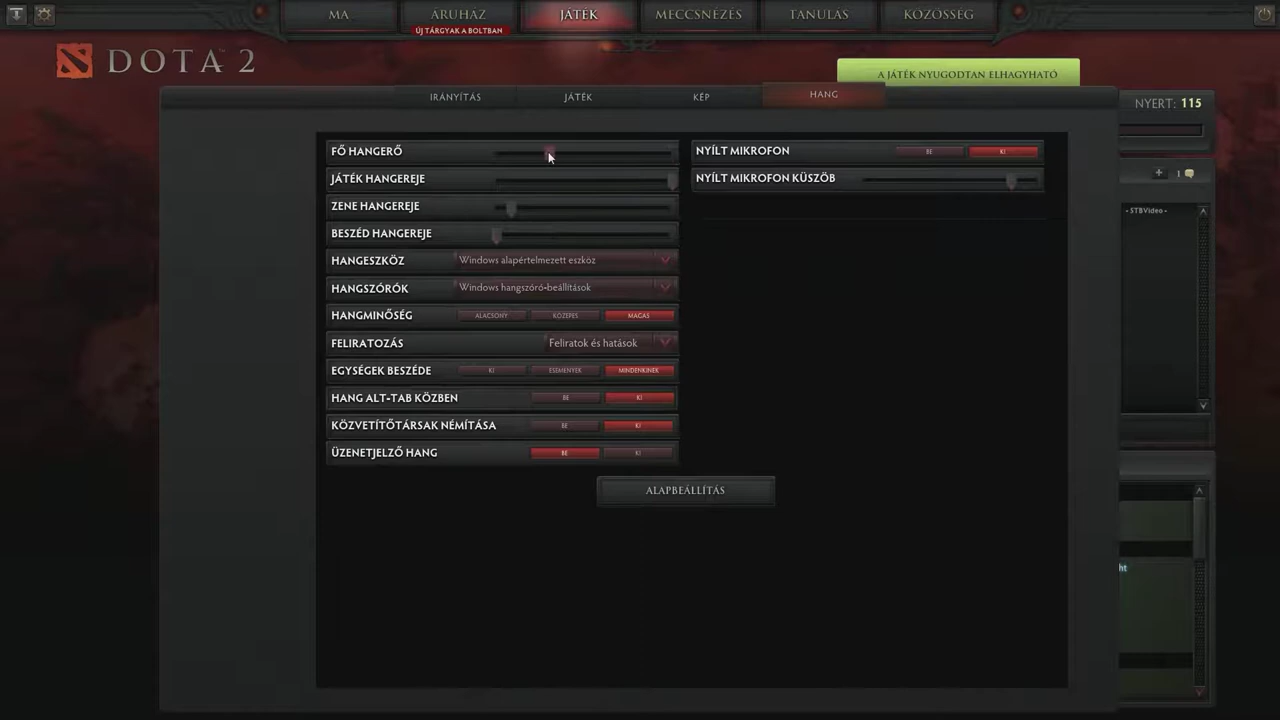 MA
ÁRUHÁZ
ÚJ TÁRGYAK A BOLTBAN
JÁTÉK
MECCSNÉZÉS
TANULÁS
KÖZÖSSÉG
DOTA 2
A JÁTÉK NYUGODTAN ELHAGYHATÓ
IRÁNYÍTÁS
JÁTÉK
KÉP
HANG
NYERT: 115
FŐ HANGERŐ
JÁTÉK HANGEREJE
ZENE HANGEREJE
BESZÉD HANGEREJE
HANGESZKÖZ Windows alapértelmezett eszköz
HANGSZÓRÓK Windows hangszóró-beállítások
HANGMINŐSÉG ALACSONY KÖZEPES MAGAS
FELIRATOZÁS Feliratok és hatások
EGYSÉGEK BESZÉDE KI ESEMÉNYEK MINDENKINEK
HANG ALT-TAB KÖZBEN BE KI
KÖZVETÍTŐTÁRSAK NÉMÍTÁSA BE KI
ÜZENETJELZŐ HANG BE KI
NYÍLT MIKROFON BE KI
NYÍLT MIKROFON KÜSZÖB
ALAPBEÁLLÍTÁS
+ 1
- STBVideo -
ht